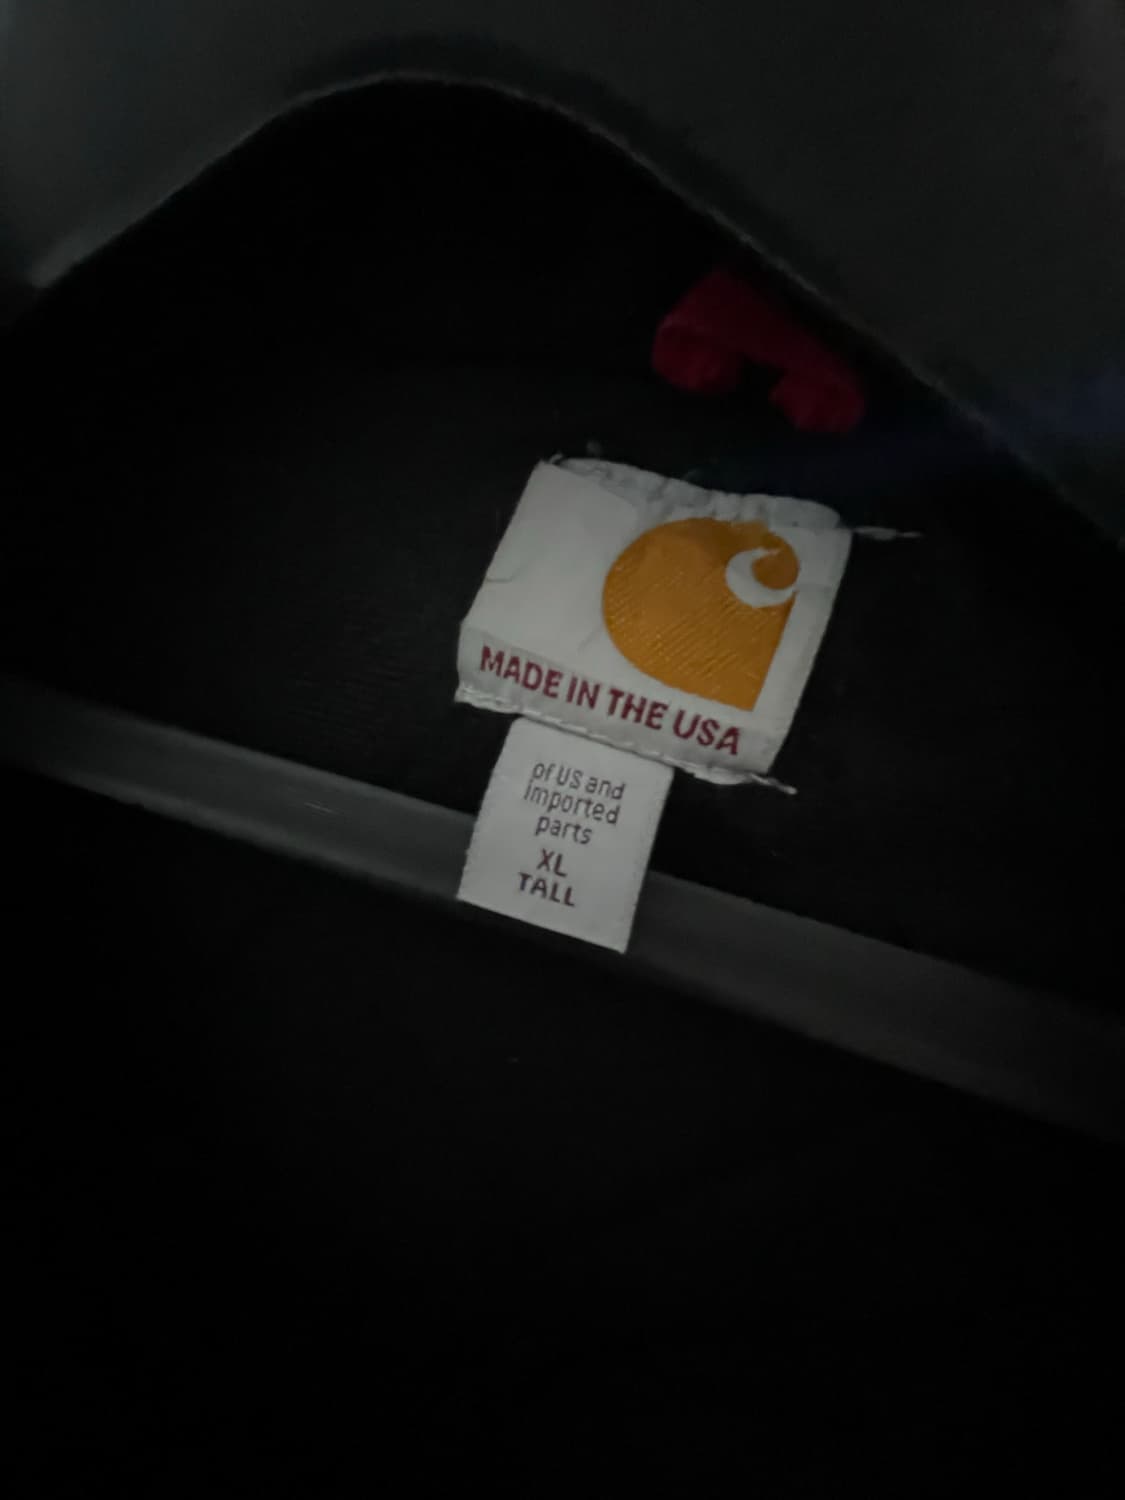 MADE IN THE USA
of US and
imported
parts
XL
TALL